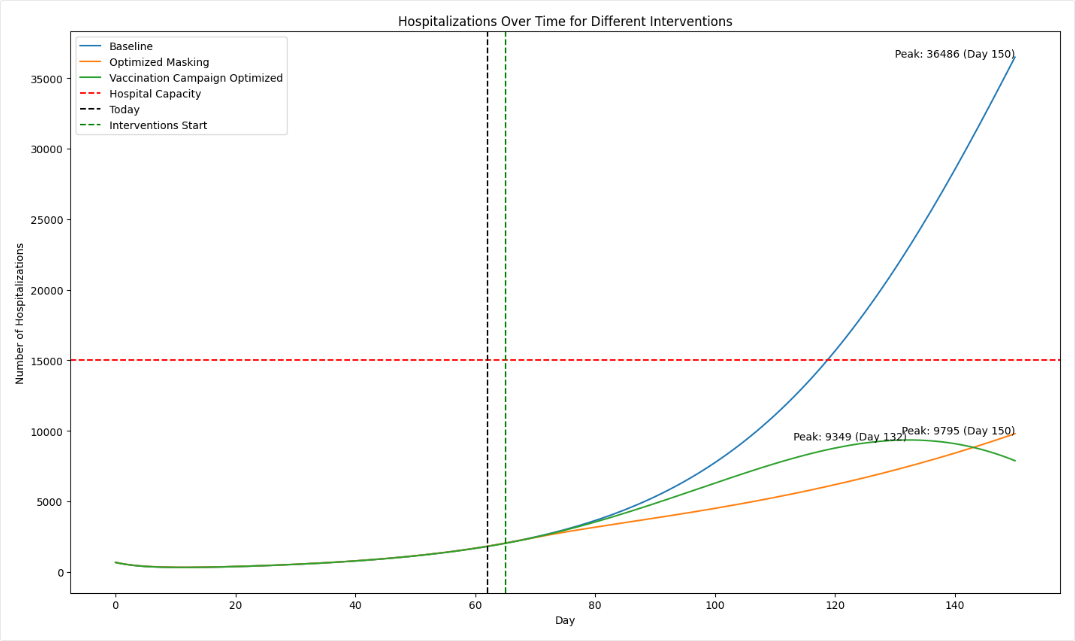 Hospitalizations Over Time for Different Interventions
Baseline
Optimized Masking
Vaccination Campaign Optimized
Hospital Capacity
Today
Interventions Start
Peak: 36486 (Day 150)
Peak: 9349 (Day 132)
Peak: 9795 (Day 150)
Number of Hospitalizations
35000
30000
25000
20000
15000
10000
5000
0
0 20 40 60 80 100 120 140
Day